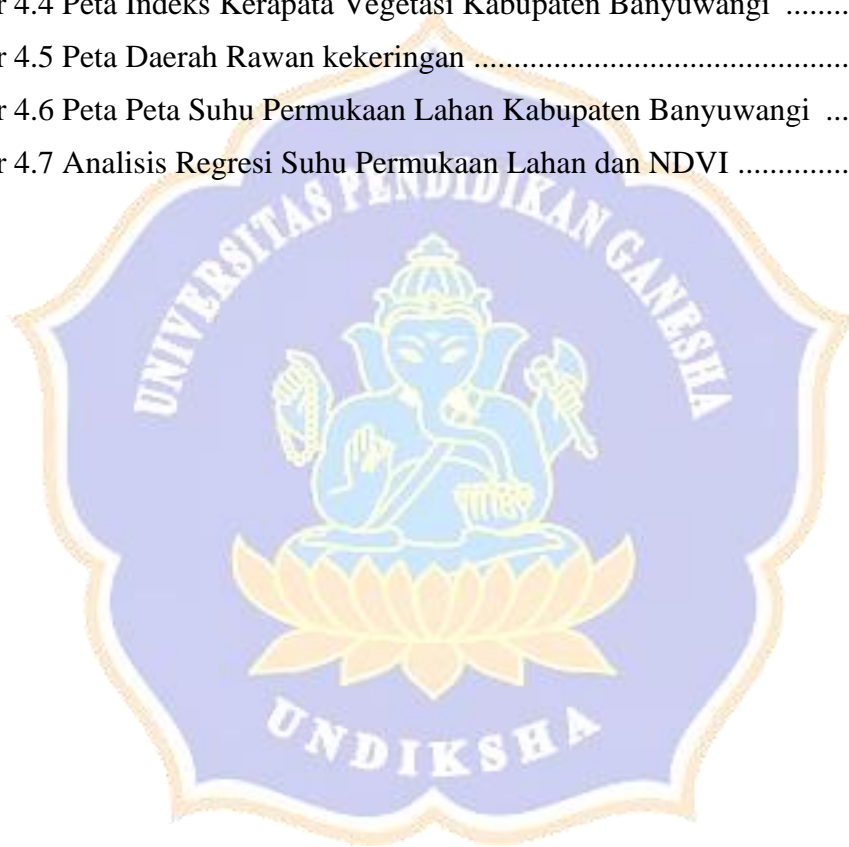 r 4.4 Peta Indeks Kerapata Vegetasi Kabupaten Banyuwangi ........
r 4.5 Peta Daerah Rawan kekeringan ..................................................
r 4.6 Peta Peta Suhu Permukaan Lahan Kabupaten Banyuwangi ...
r 4.7 Analisis Regresi Suhu Permukaan Lahan dan NDVI ..............
UNIVERSITAS PENDIDIKAN GANESHA
UNDIKSHA